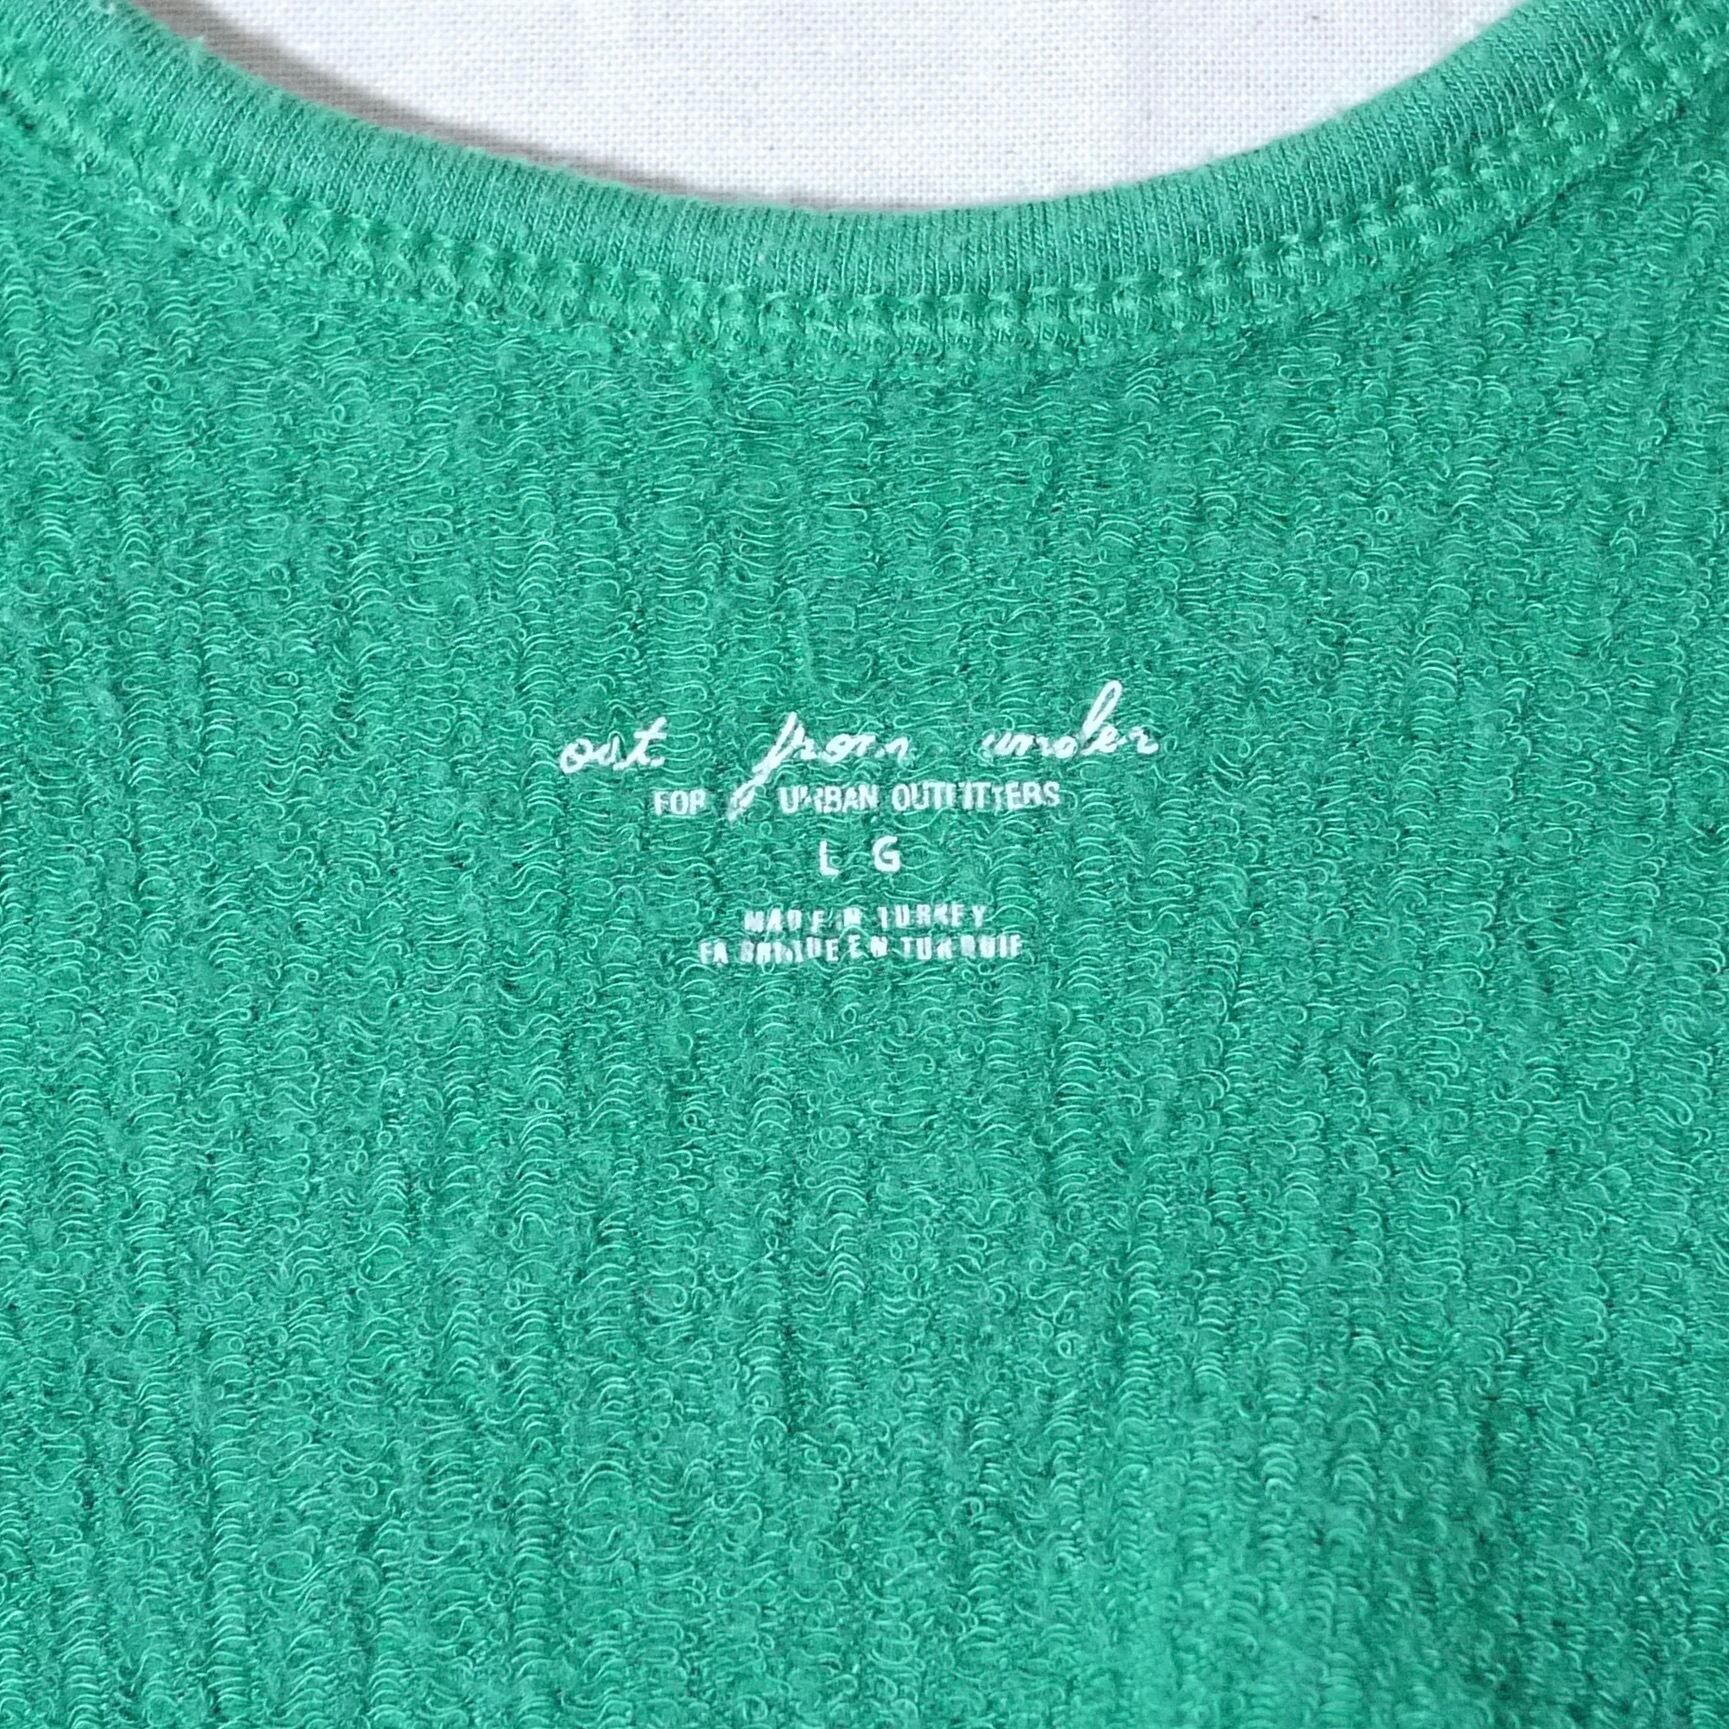 out from under
FOR URBAN OUTFITTERS
L G
MADE IN TURKEY
FABRIQUE EN TURQUIE